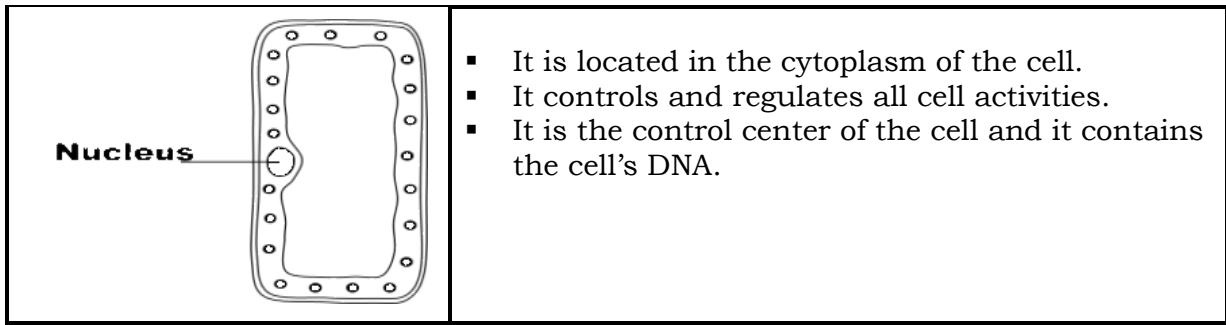 Nucleus
▪ It is located in the cytoplasm of the cell.
▪ It controls and regulates all cell activities.
▪ It is the control center of the cell and it contains
the cell’s DNA.